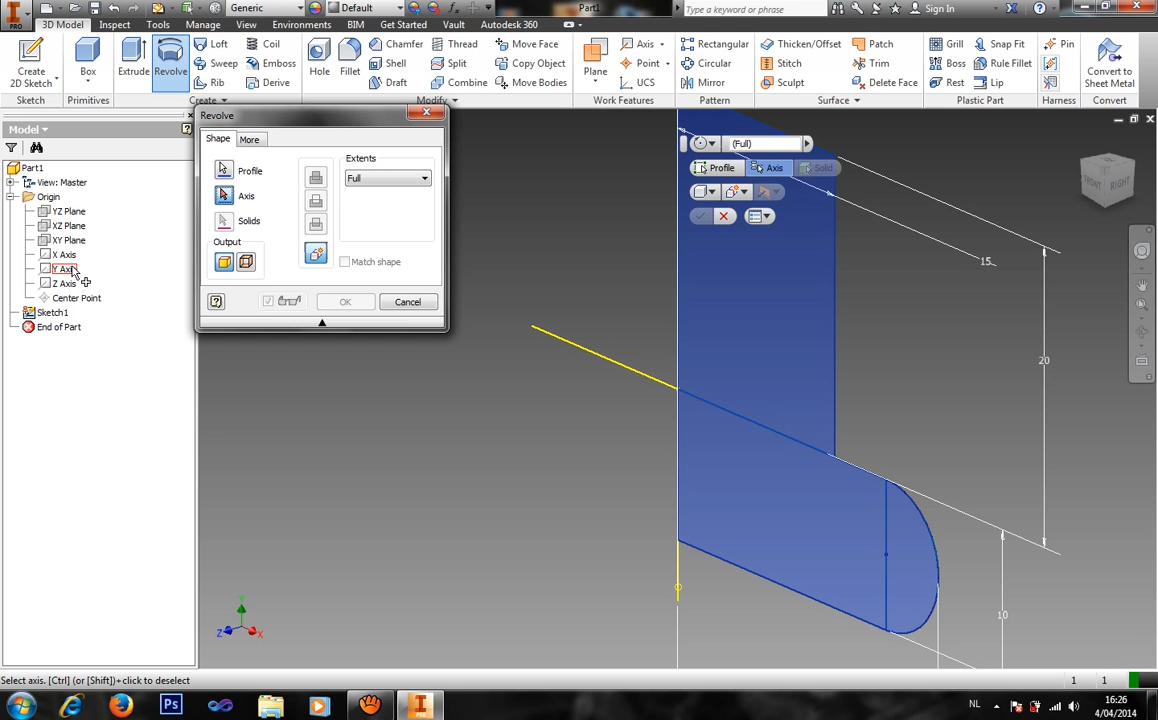 PRO
Generic
Default
Part1
Type a keyword or phrase
Sign In
3D Model
Inspect
Tools
Manage
View
Environments
BIM
Get Started
Vault
Autodesk 360
Create
2D Sketch
Box
Extrude
Revolve
Loft
Coil
Sweep
Emboss
Rib
Derive
Hole
Fillet
Chamfer
Thread
Move Face
Shell
Split
Copy Object
Draft
Combine
Move Bodies
Plane
Axis
Point
UCS
Rectangular
Circular
Mirror
Thicken/Offset
Patch
Stitch
Trim
Sculpt
Delete Face
Grill
Snap Fit
Boss
Rule Fillet
Rest
Lip
Pin
Convert to
Sheet Metal
Sketch
Primitives
Create
Modify
Work Features
Pattern
Surface
Plastic Part
Harness
Convert
Model
Part1
View: Master
Origin
YZ Plane
XZ Plane
XY Plane
X Axis
Y Axis
Z Axis
Center Point
Sketch1
End of Part
Revolve
Shape
More
Profile
Axis
Solids
Output
Extents
Full
Match shape
OK
Cancel
(Full)
Profile
Axis
Solid
FRONT
RIGHT
15
20
10
Y
Z
X
Select axis. [Ctrl] (or [Shift])+click to deselect
1
1
Ps
PRO
NL
16:26
4/04/2014